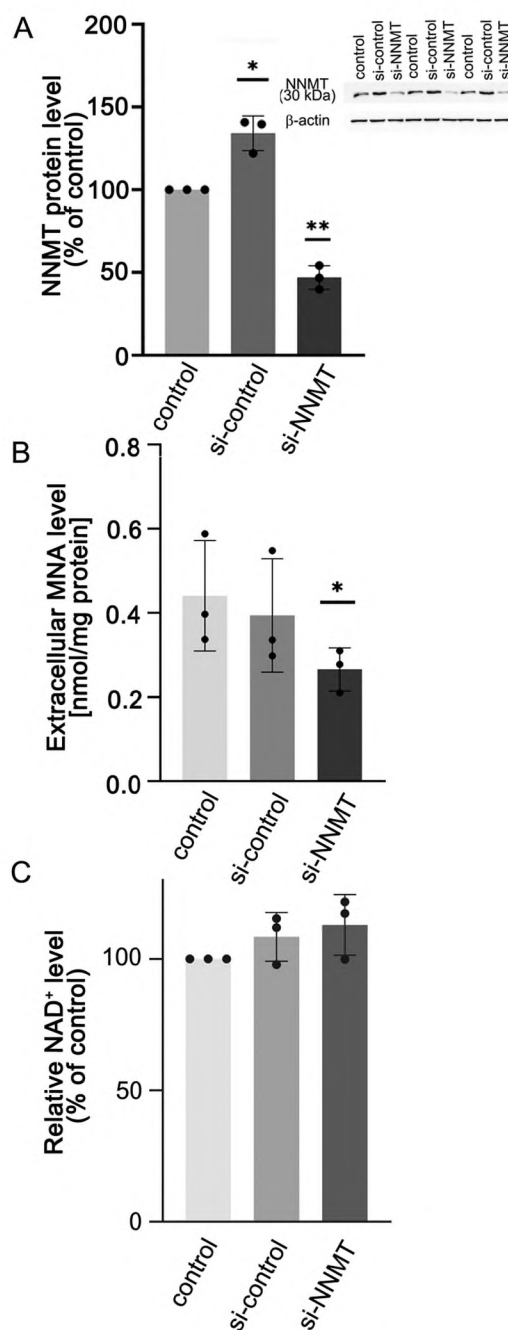 A
NNMT protein level
(% of control)
200
150
100
50
0
*
**
control
si-control
si-NNMT
control
si-control
si-NNMT
control
si-control
si-NNMT
control
si-control
si-NNMT
NNMT
(30 kDa)
β-actin
B
Extracellular MNA level
[nmol/mg protein]
0.8
0.6
0.4
0.2
0.0
*
control
si-control
si-NNMT
C
Relative NAD⁺ level
(% of control)
100
50
0
control
si-control
si-NNMT